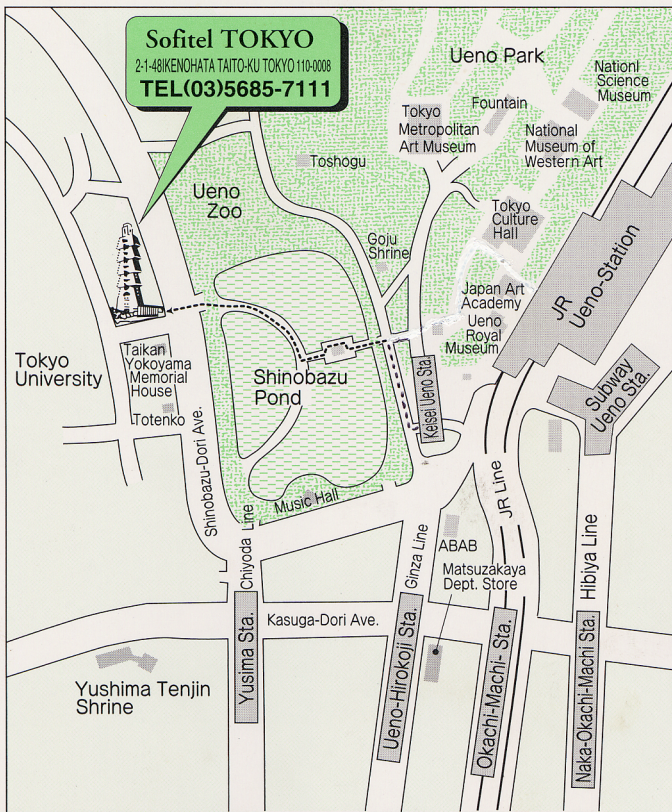 Sofitel TOKYO
2-1-48IKENOHATA TAITO-KU TOKYO 110-0008
TEL(03)5685-7111
Ueno Park
Nationl
Science
Museum
Fountain
Tokyo
Metropolitan
Art Museum
National
Museum of
Western Art
Toshogu
Ueno
Zoo
Tokyo
Culture
Hall
Goju
Shrine
Japan Art
Academy
JR
Ueno-Station
Ueno
Royal
Museum
Tokyo
University
Taikan
Yokoyama
Memorial
House
Shinobazu
Pond
Keisei Ueno Sta.
Subway
Ueno Sta.
Totenko
Shinobazu-Dori Ave.
Music Hall
Chiyoda Line
Ginza Line
JR Line
Hibiya Line
ABAB
Matsuzakaya
Dept. Store
Kasuga-Dori Ave.
Yusima Sta.
Ueno-Hirokoji Sta.
Okachi-Machi- Sta.
Naka-Okachi-Machi Sta.
Yushima Tenjin
Shrine